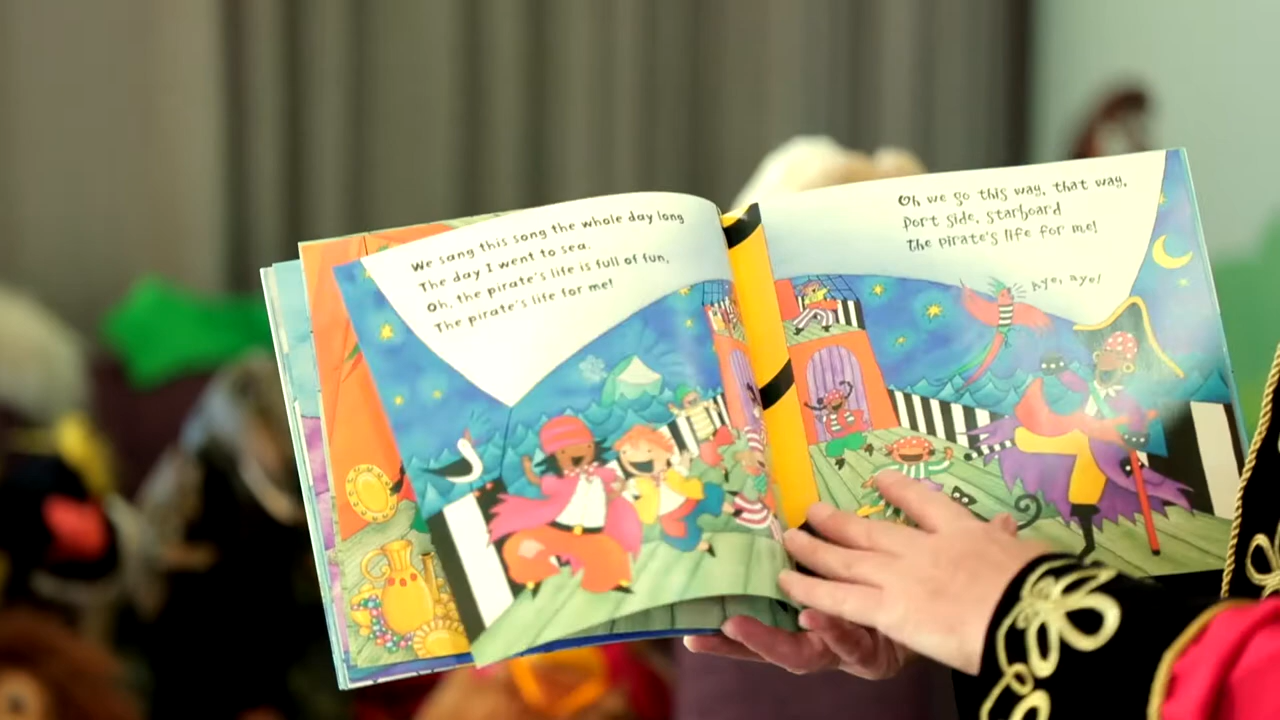 We sang this song the whole day long
The day I went to sea.
Oh, the pirate's life is full of fun,
The pirate's life for me!
Oh we go this way, that way,
Port side, starboard
The pirate's life for me!
Aye, aye!